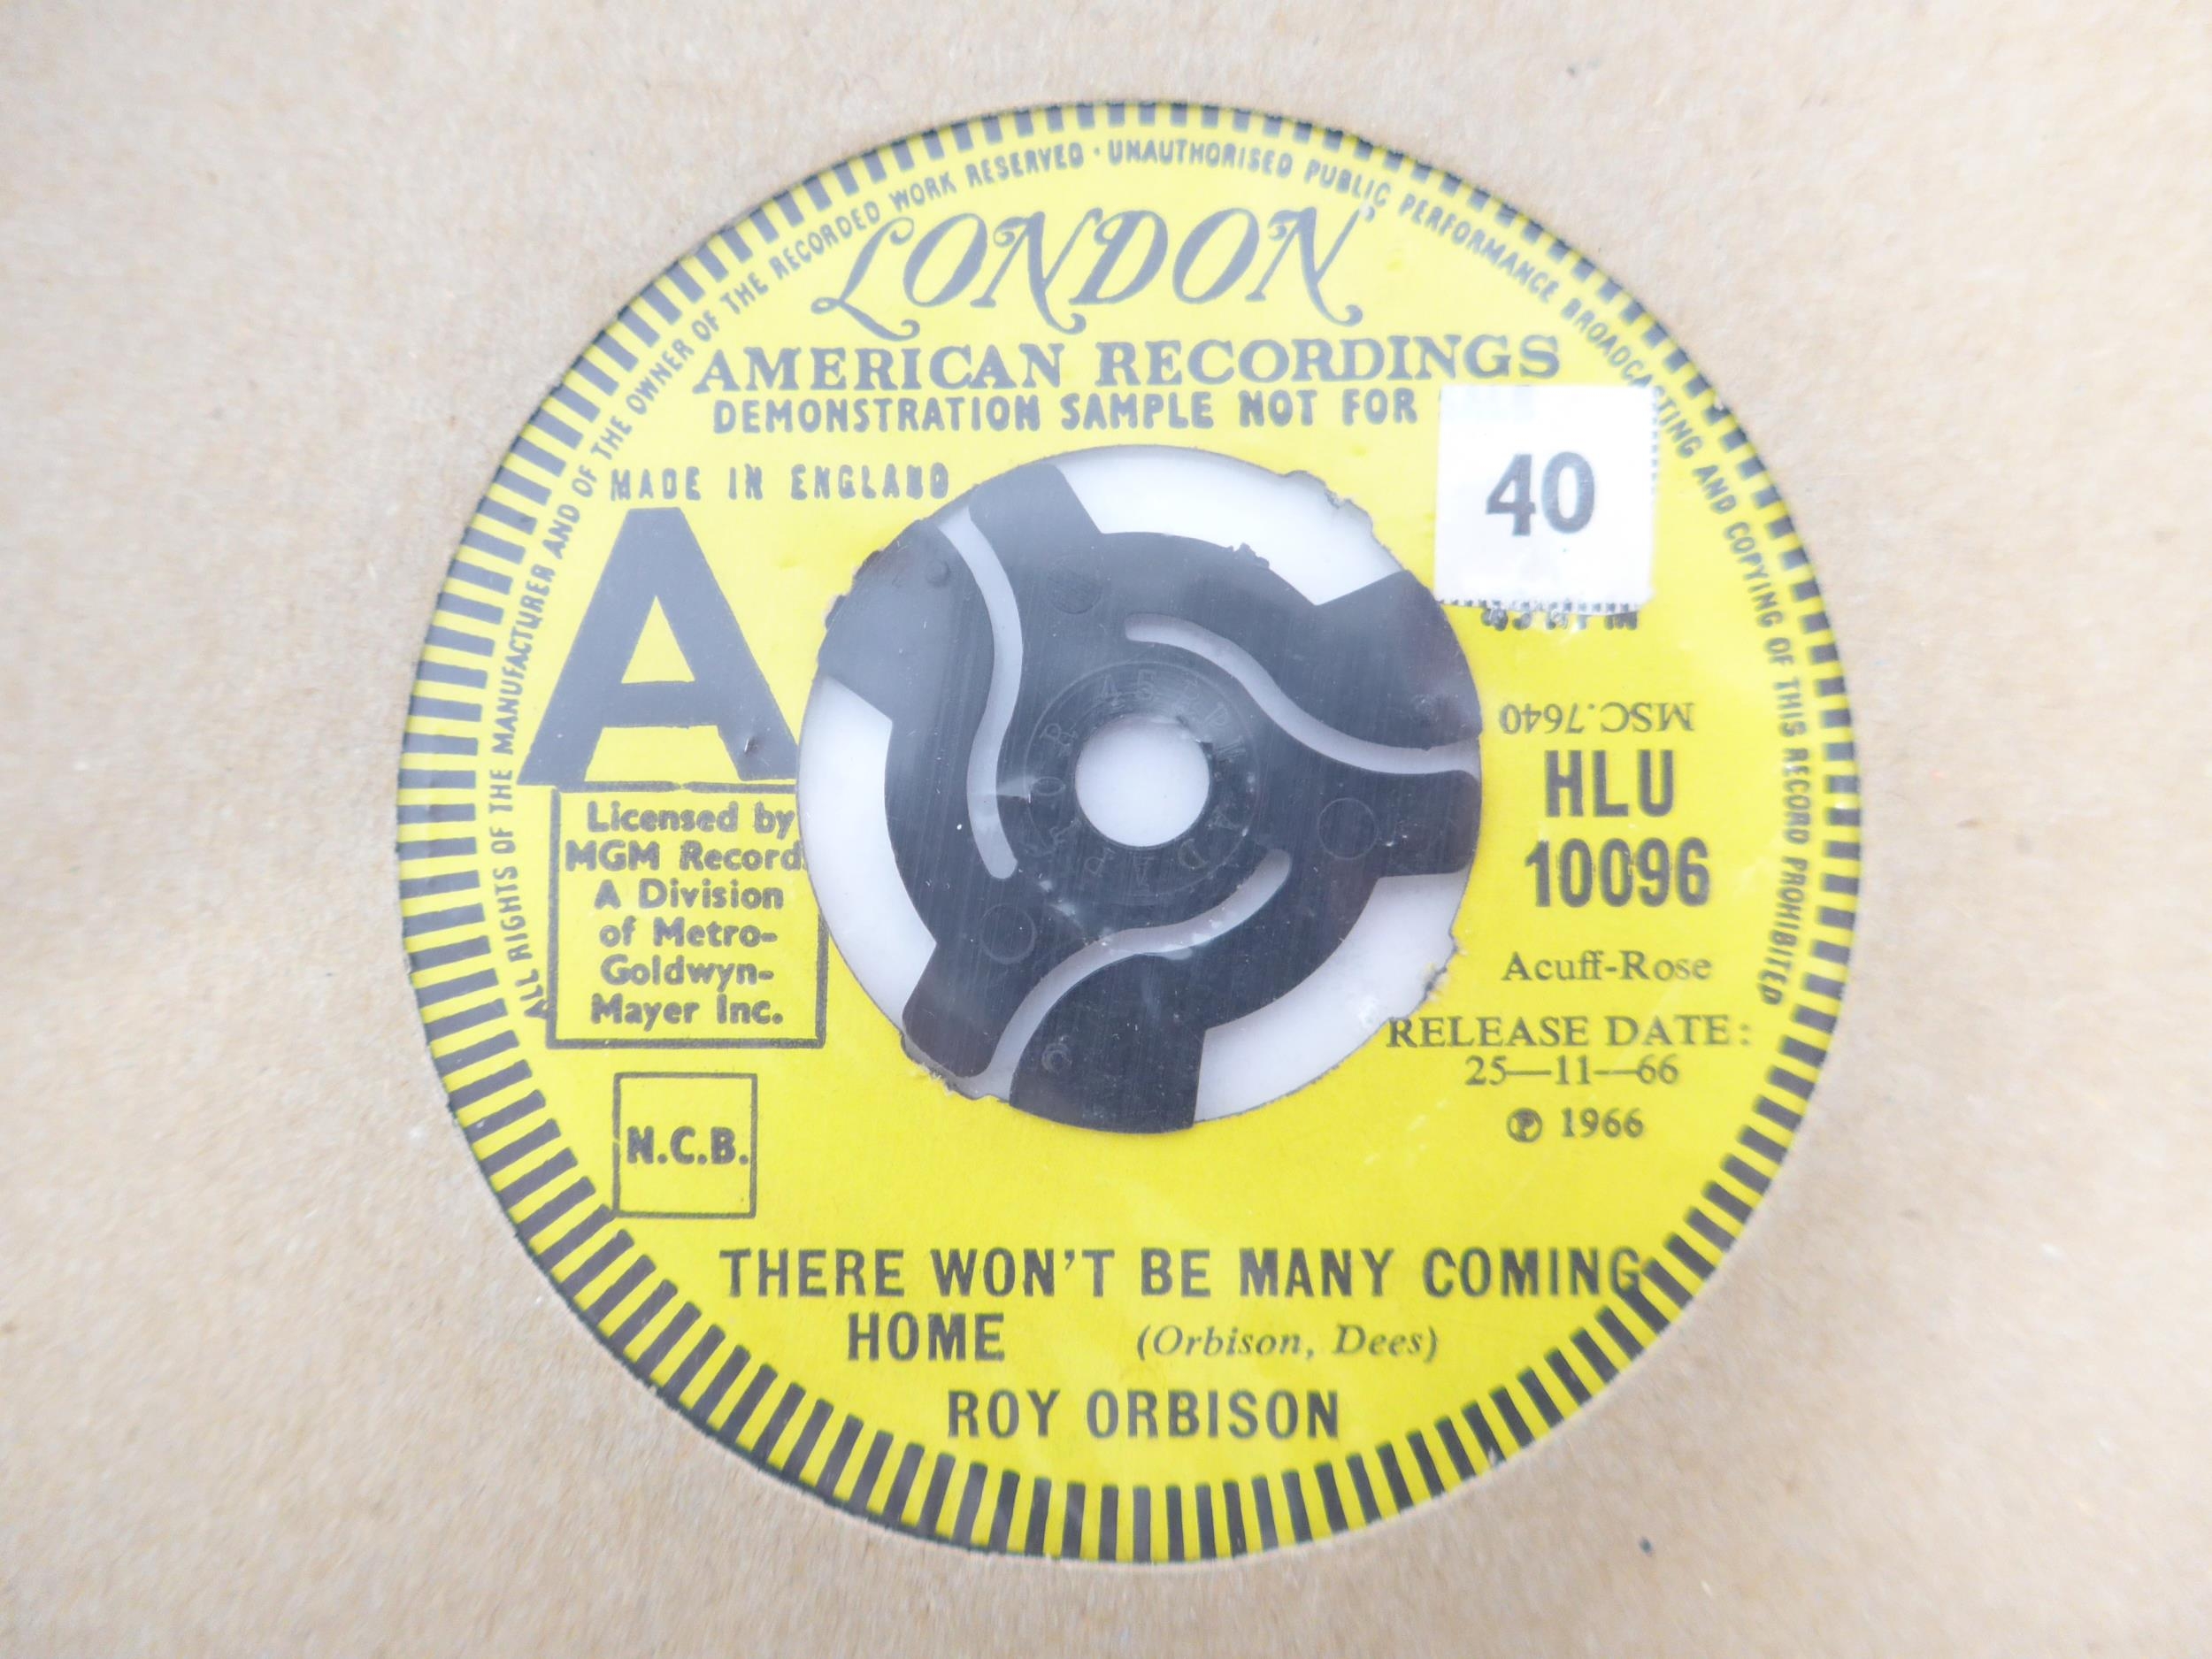 ALL RIGHTS OF THE MANUFACTURER AND OF THE OWNER OF THE RECORDED WORK RESERVED · UNAUTHORISED PUBLIC PERFORMANCE BROADCASTING AND COPYING OF THIS RECORD PROHIBITED
LONDON
AMERICAN RECORDINGS
DEMONSTRATION SAMPLE NOT FOR
MADE IN ENGLAND
40
A
MSC.7640
HLU
10096
Licensed by
MGM Record
A Division
of Metro-
Goldwyn-
Mayer Inc.
Acuff-Rose
RELEASE DATE:
25—11—66
℗ 1966
N.C.B.
THERE WON'T BE MANY COMING
HOME (Orbison, Dees)
ROY ORBISON